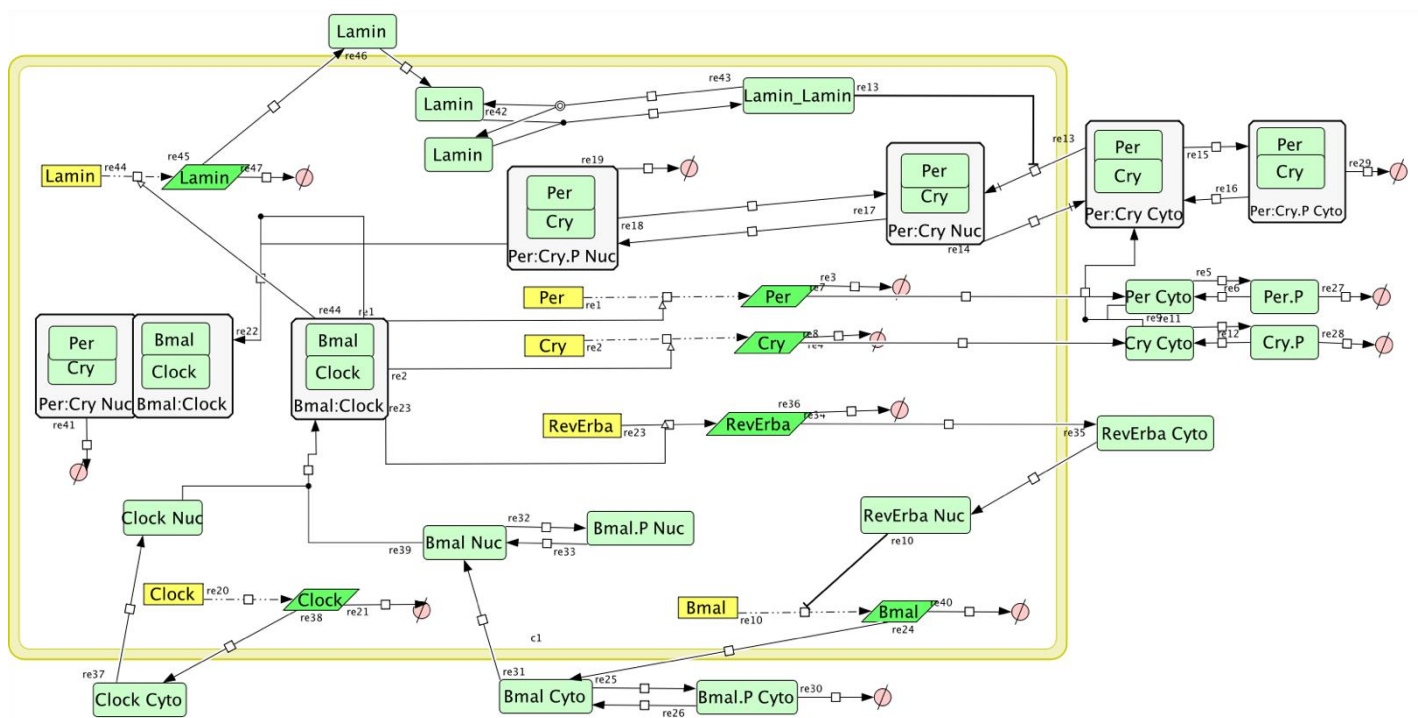 Lamin
re46
re43
Lamin_Lamin
re13
Lamin
re42
Lamin
re13
Per
Cry
Per:Cry Cyto
re15
re16
Per
Cry
Per:Cry.P Cyto
re29
Lamin
re44
re45
Lamin
re47
re19
Per
Cry
Per:Cry.P Nuc
re18
re17
Per
Cry
Per:Cry Nuc
re14
Per
re1
Per
re3
re7
Per Cyto
re5
re6
Per.P
re27
re9
re11
Cry
re2
Cry
re8
re4
Cry Cyto
re12
Cry.P
re28
Per
Cry
Per:Cry Nuc
re41
Bmal
Clock
Bmal:Clock
re22
re44
re1
Bmal
Clock
Bmal:Clock
re2
re23
RevErba
re23
RevErba
re36
re34
re35
RevErba Cyto
Clock Nuc
re39
Bmal Nuc
re32
re33
Bmal.P Nuc
RevErba Nuc
re10
Clock
re20
Clock
re38
re21
Bmal
re10
Bmal
re40
re24
c1
re37
Clock Cyto
re31
Bmal Cyto
re25
re26
Bmal.P Cyto
re30